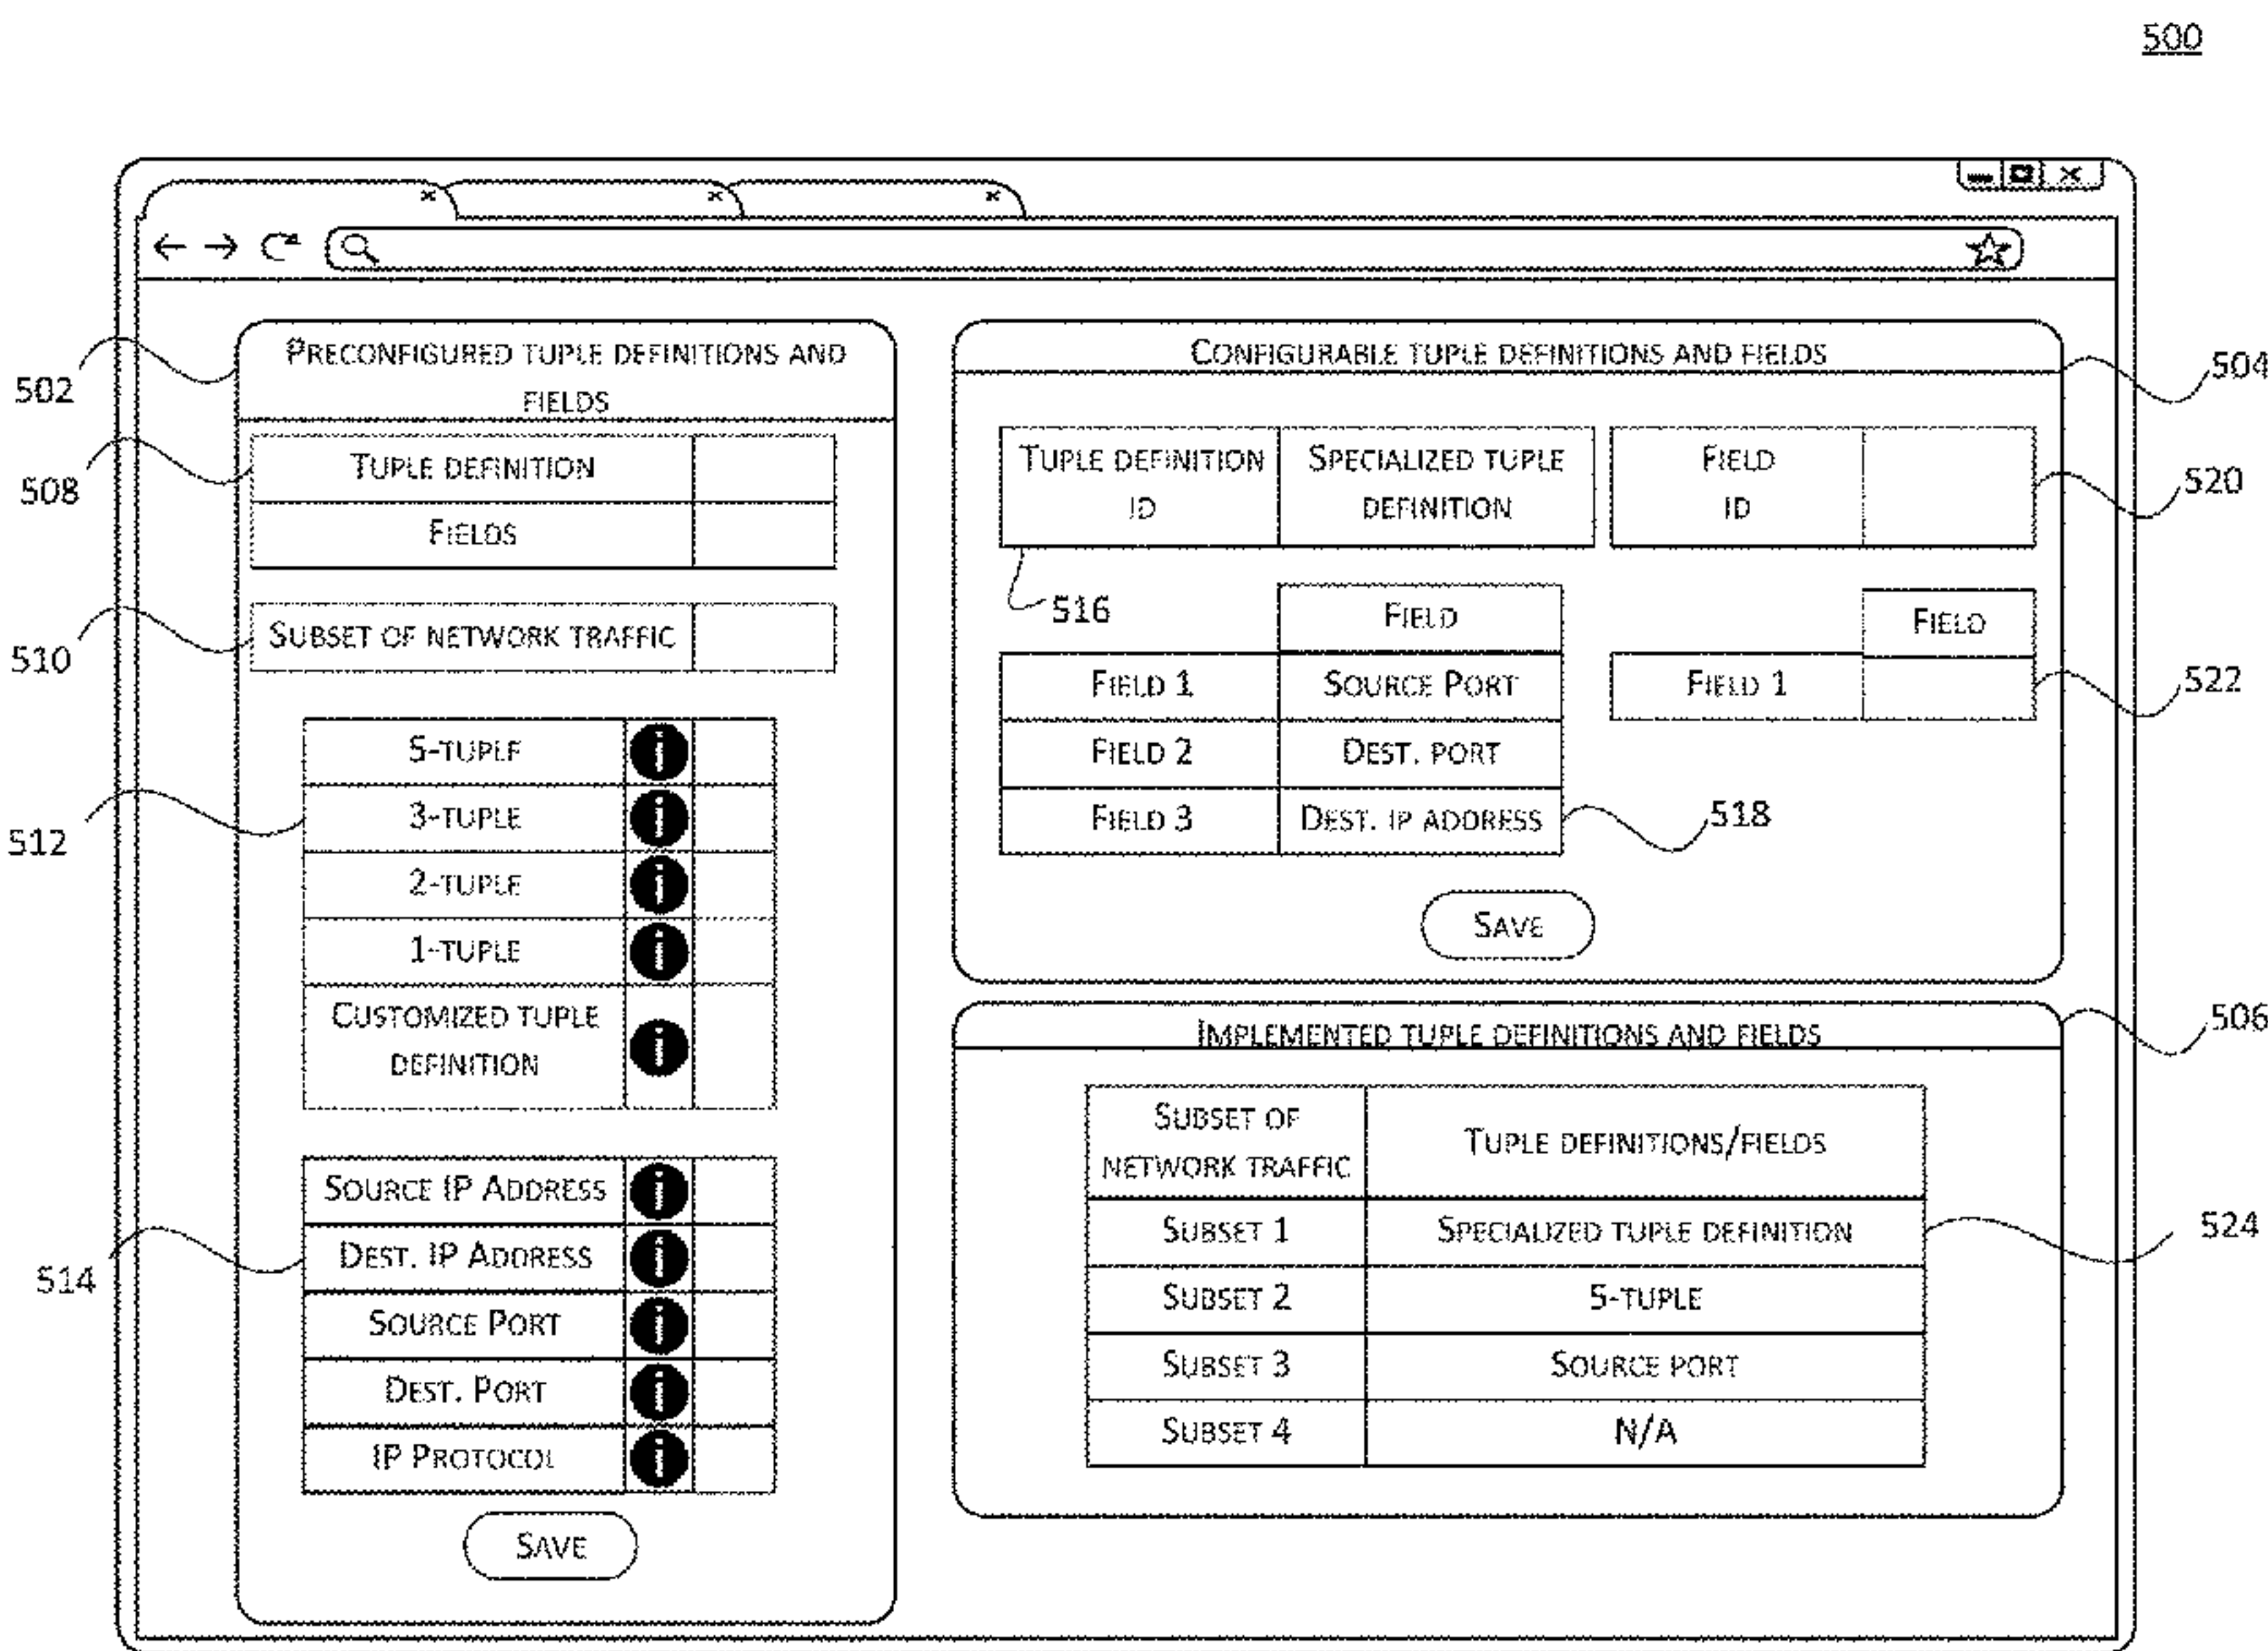 500
PRECONFIGURED TUPLE DEFINITIONS AND
FIELDS
502
TUPLE DEFINITION
508
FIELDS
SUBSET OF NETWORK TRAFFIC
510
5-TUPLE
3-TUPLE
512
2-TUPLE
1-TUPLE
CUSTOMIZED TUPLE
DEFINITION
SOURCE IP ADDRESS
DEST. IP ADDRESS
514
SOURCE PORT
DEST. PORT
IP PROTOCOL
SAVE
CONFIGURABLE TUPLE DEFINITIONS AND FIELDS
504
TUPLE DEFINITION
ID
SPECIALIZED TUPLE
DEFINITION
FIELD
ID
520
516
FIELD
FIELD 1 SOURCE PORT
FIELD 2 DEST. PORT
FIELD 3 DEST. IP ADDRESS
518
FIELD
FIELD 1
522
SAVE
IMPLEMENTED TUPLE DEFINITIONS AND FIELDS
506
SUBSET OF
NETWORK TRAFFIC
TUPLE DEFINITIONS/FIELDS
SUBSET 1 SPECIALIZED TUPLE DEFINITION
524
SUBSET 2 5-TUPLE
SUBSET 3 SOURCE PORT
SUBSET 4 N/A